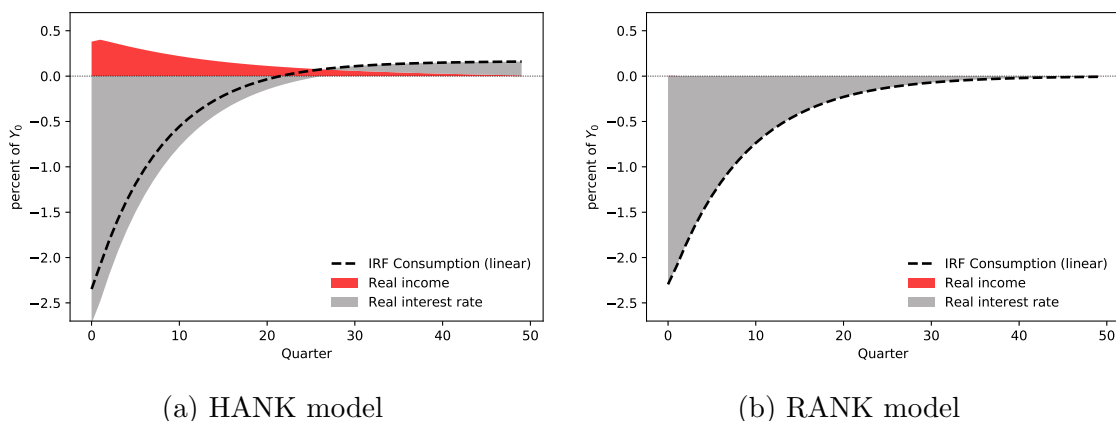 0.5
0.0
−0.5
−1.0
−1.5
−2.0
−2.5
percent of Y0
0 10 20 30 40 50
Quarter
IRF Consumption (linear)
Real income
Real interest rate
(a) HANK model
0.5
0.0
−0.5
−1.0
−1.5
−2.0
−2.5
percent of Y0
0 10 20 30 40 50
Quarter
IRF Consumption (linear)
Real income
Real interest rate
(b) RANK model